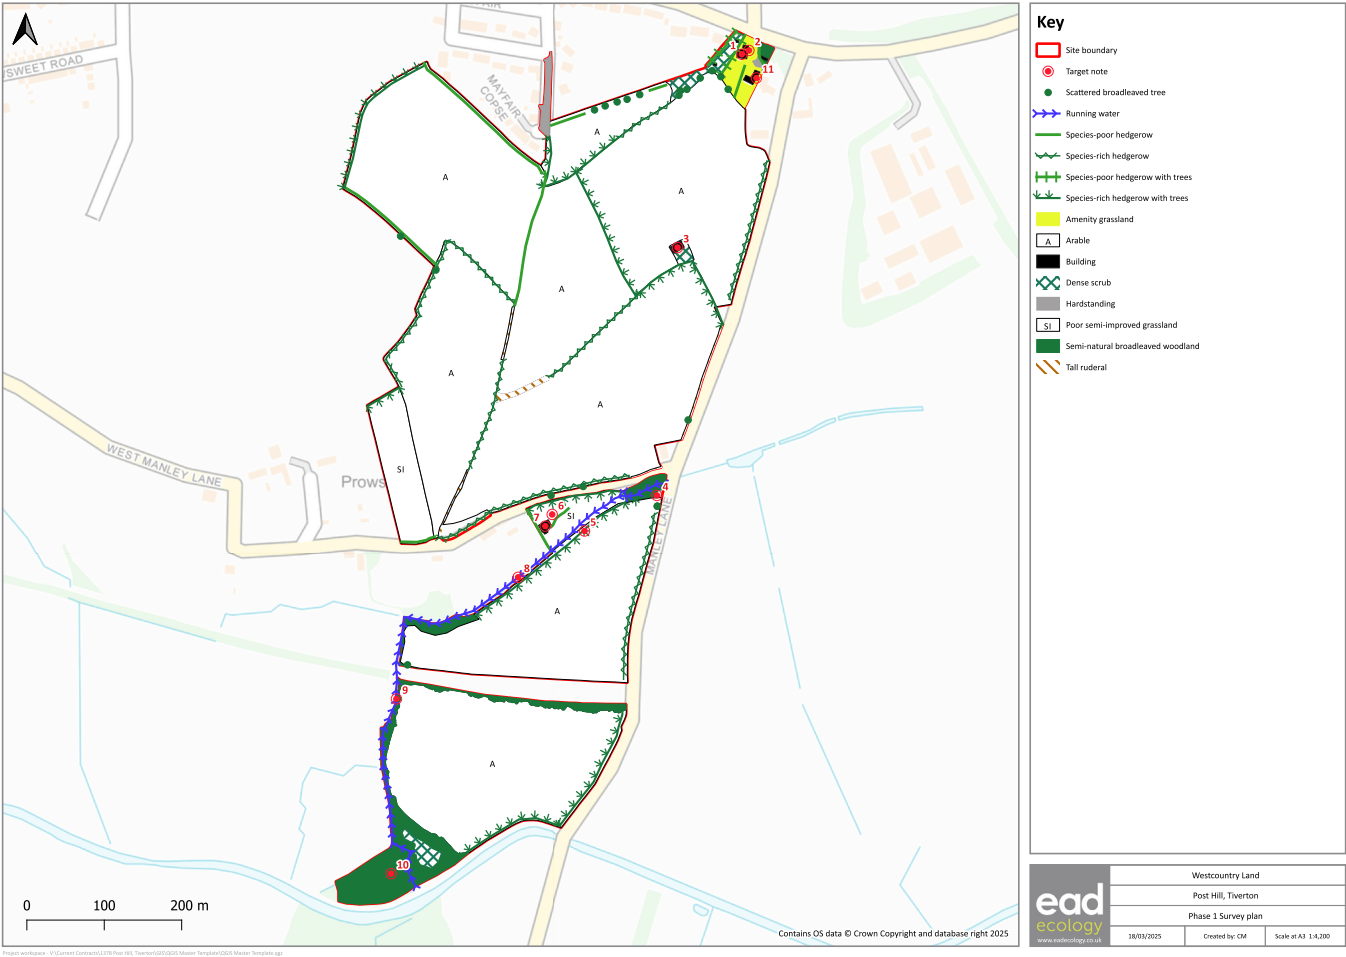 SWEET ROAD
MAYFAIR
COPSE
1
2
11
A
A
A
3
A
A
A
WEST MANLEY LANE
SI
Prows
4
6
7
SI
5
MANLEY LANE
8
A
9
A
10
0 100 200 m
Contains OS data © Crown Copyright and database right 2025
Key
Site boundary
Target note
Scattered broadleaved tree
Running water
Species-poor hedgerow
Species-rich hedgerow
Species-poor hedgerow with trees
Species-rich hedgerow with trees
Amenity grassland
A Arable
Building
Dense scrub
Hardstanding
SI Poor semi-improved grassland
Semi-natural broadleaved woodland
Tall ruderal
ead
ecology
www.eadecology.co.uk
Westcountry Land
Post Hill, Tiverton
Phase 1 Survey plan
18/03/2025 Created by: CM Scale at A3 1:4,200